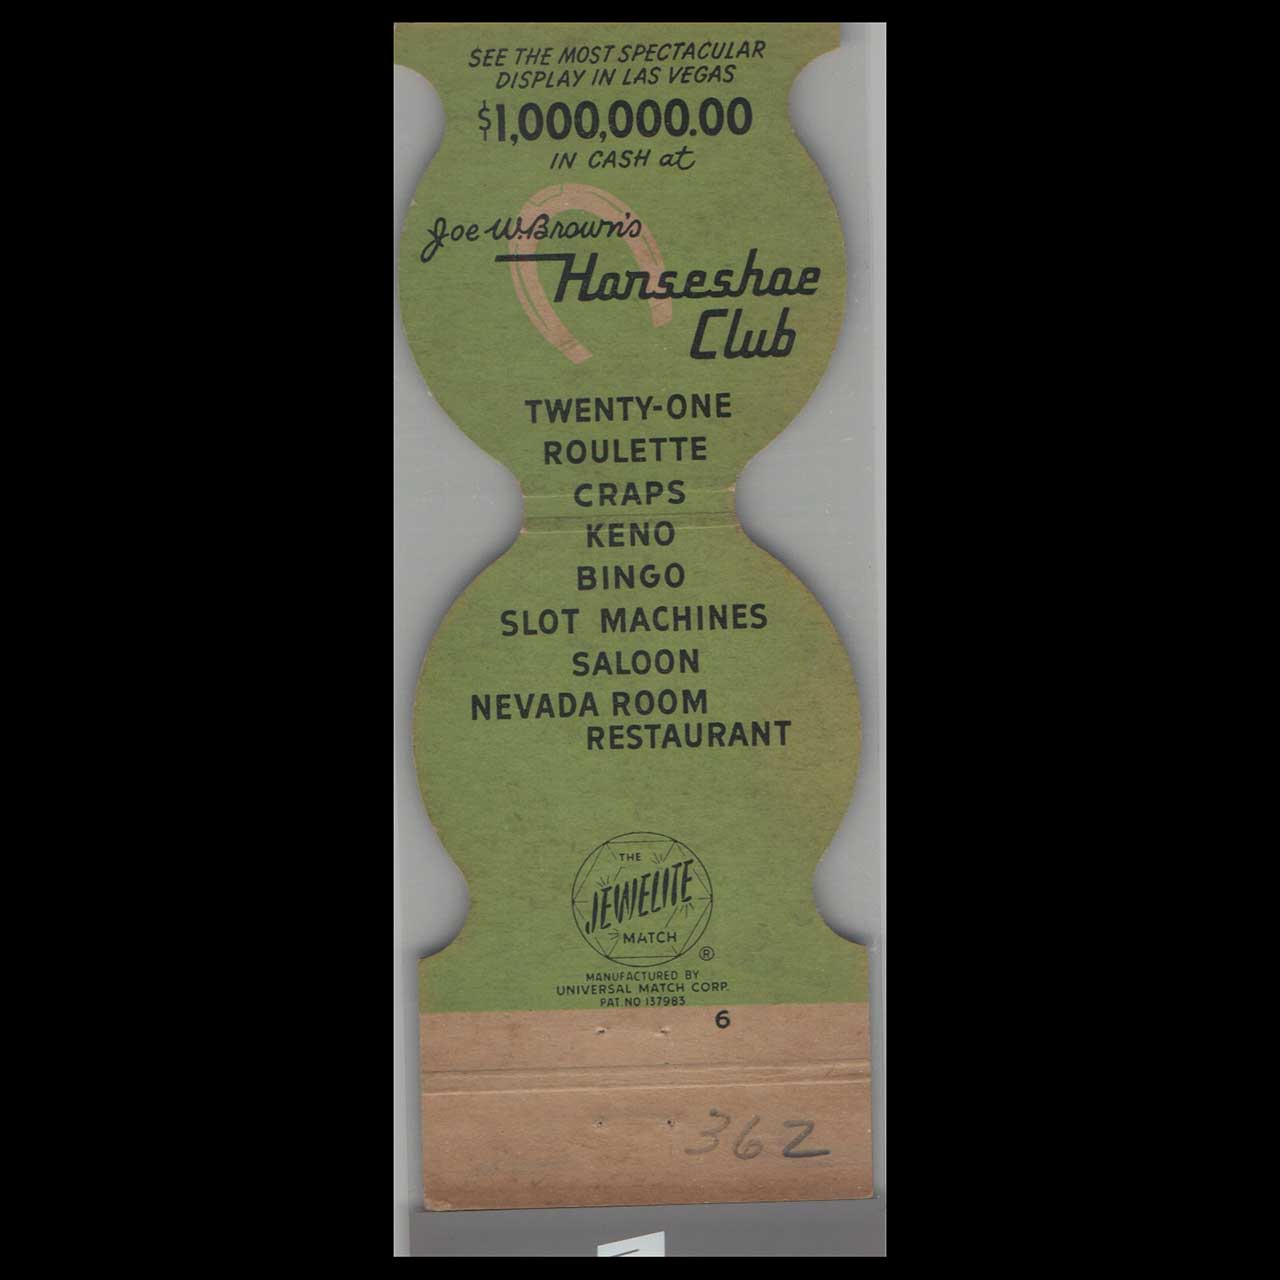 SEE THE MOST SPECTACULAR
DISPLAY IN LAS VEGAS
$1,000,000.00
IN CASH at
Joe W. Brown's
Horseshoe
Club
TWENTY-ONE
ROULETTE
CRAPS
KENO
BINGO
SLOT MACHINES
SALOON
NEVADA ROOM
RESTAURANT
THE
JEWELITE
MATCH
®
MANUFACTURED BY
UNIVERSAL MATCH CORP.
PAT. NO 137983
6
362